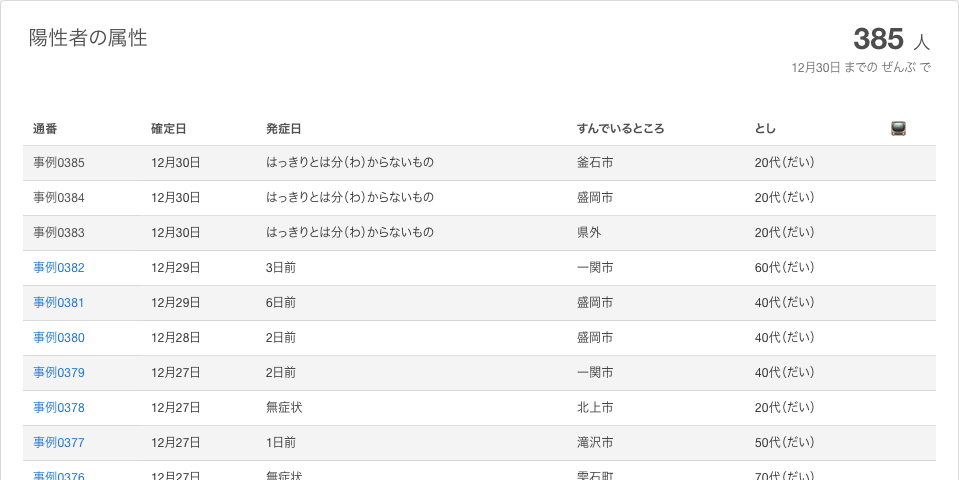 陽性者の属性
385 人
12月30日 までの ぜんぶ で
通番 確定日 発症日 すんでいるところ とし
事例0385 12月30日 はっきりとは分（わ）からないもの 釜石市 20代（だい）
事例0384 12月30日 はっきりとは分（わ）からないもの 盛岡市 20代（だい）
事例0383 12月30日 はっきりとは分（わ）からないもの 県外 20代（だい）
事例0382 12月29日 3日前 一関市 60代（だい）
事例0381 12月29日 6日前 盛岡市 40代（だい）
事例0380 12月28日 2日前 盛岡市 40代（だい）
事例0379 12月27日 2日前 一関市 40代（だい）
事例0378 12月27日 無症状 北上市 20代（だい）
事例0377 12月27日 1日前 滝沢市 50代（だい）
事例0376 12月27日 無症状 雫石町 70代（だい）